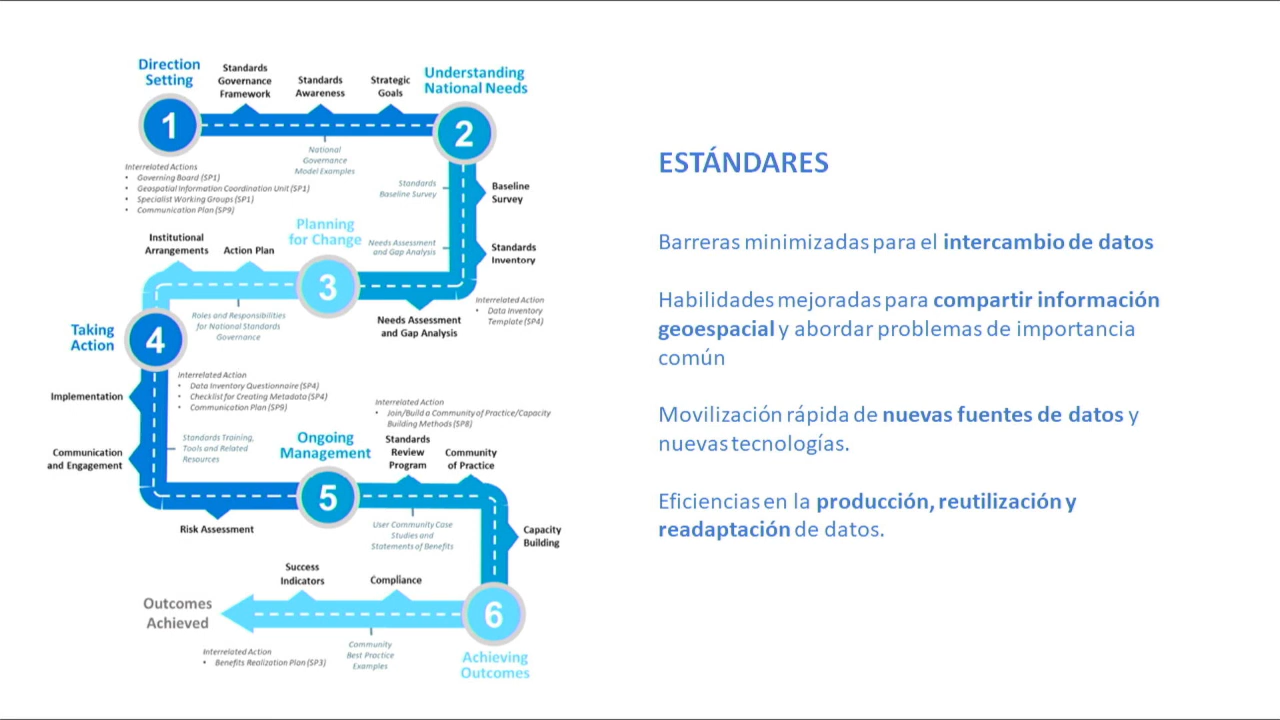 Direction
Setting
Standards
Governance
Framework
Standards
Awareness
Strategic
Goals
Understanding
National Needs
1
2
Interrelated Actions
• Governing Board (SP1)
• Geospatial Information Coordination Unit (SP1)
• Specialist Working Groups (SP1)
• Communication Plan (SP9)
National
Governance
Model Examples
Standards
Baseline Survey
Baseline
Survey
Planning
for Change
Needs Assessment
and Gap Analysis
Standards
Inventory
Institutional
Arrangements
Action Plan
3
Interrelated Action
• Data Inventory
Template (SP4)
Roles and Responsibilities
for National Standards
Governance
Needs Assessment
and Gap Analysis
Taking
Action
4
Interrelated Action
• Data Inventory Questionnaire (SP4)
• Checklist for Creating Metadata (SP4)
• Communication Plan (SP9)
Implementation
Communication
and Engagement
Standards Training,
Tools and Related
Resources
Risk Assessment
Ongoing
Management
5
Interrelated Action
• Join/Build a Community of Practice/Capacity
Building Methods (SP8)
Standards
Review
Program
Community
of Practice
User Community Case
Studies and
Statements of Benefits
Capacity
Building
Success
Indicators
Compliance
6
Outcomes
Achieved
Interrelated Action
• Benefits Realization Plan (SP3)
Community
Best Practice
Examples
Achieving
Outcomes
ESTÁNDARES
Barreras minimizadas para el intercambio de datos
Habilidades mejoradas para compartir información
geoespacial y abordar problemas de importancia
común
Movilización rápida de nuevas fuentes de datos y
nuevas tecnologías.
Eficiencias en la producción, reutilización y
readaptación de datos.